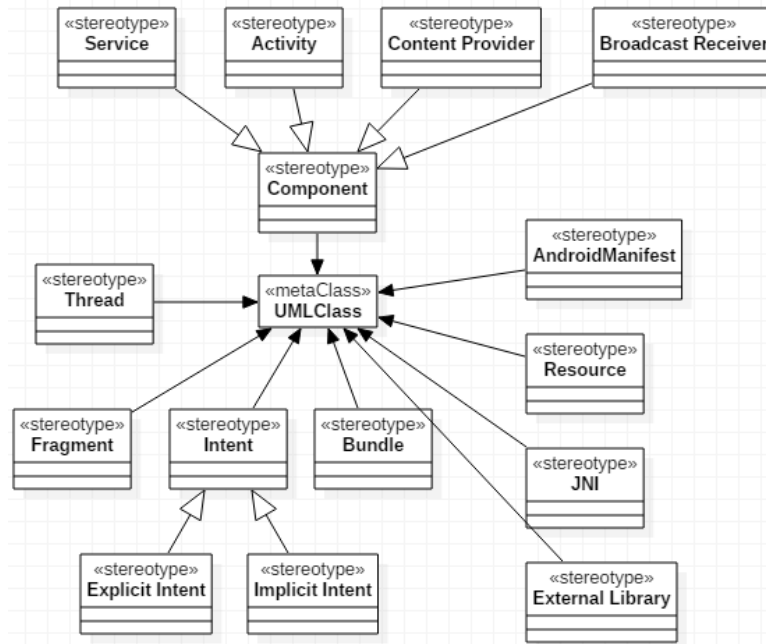 «stereotype»
Service
«stereotype»
Activity
«stereotype»
Content Provider
«stereotype»
Broadcast Receiver
«stereotype»
Component
«stereotype»
AndroidManifest
«stereotype»
Thread
«metaClass»
UMLClass
«stereotype»
Resource
«stereotype»
Fragment
«stereotype»
Intent
«stereotype»
Bundle
«stereotype»
JNI
«stereotype»
Explicit Intent
«stereotype»
Implicit Intent
«stereotype»
External Library